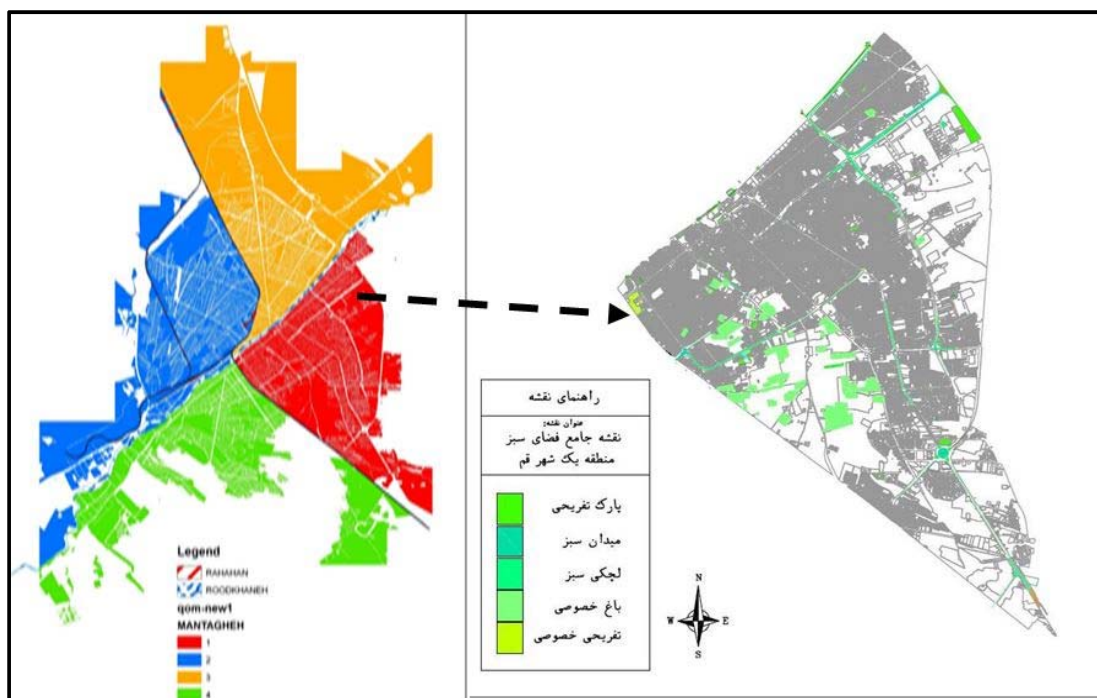 Legend
RAHAHAN
ROODKHANEH
qom-new1
MANTAGHEH
1
2
3
4
راهنمای نقشه
عنوان نقشه:
نقشه جامع فضای سبز
منطقه یک شهر قم
پارک تفریحی
میدان سبز
لچکی سبز
باغ خصوصی
تفریحی خصوصی
N
W E
S